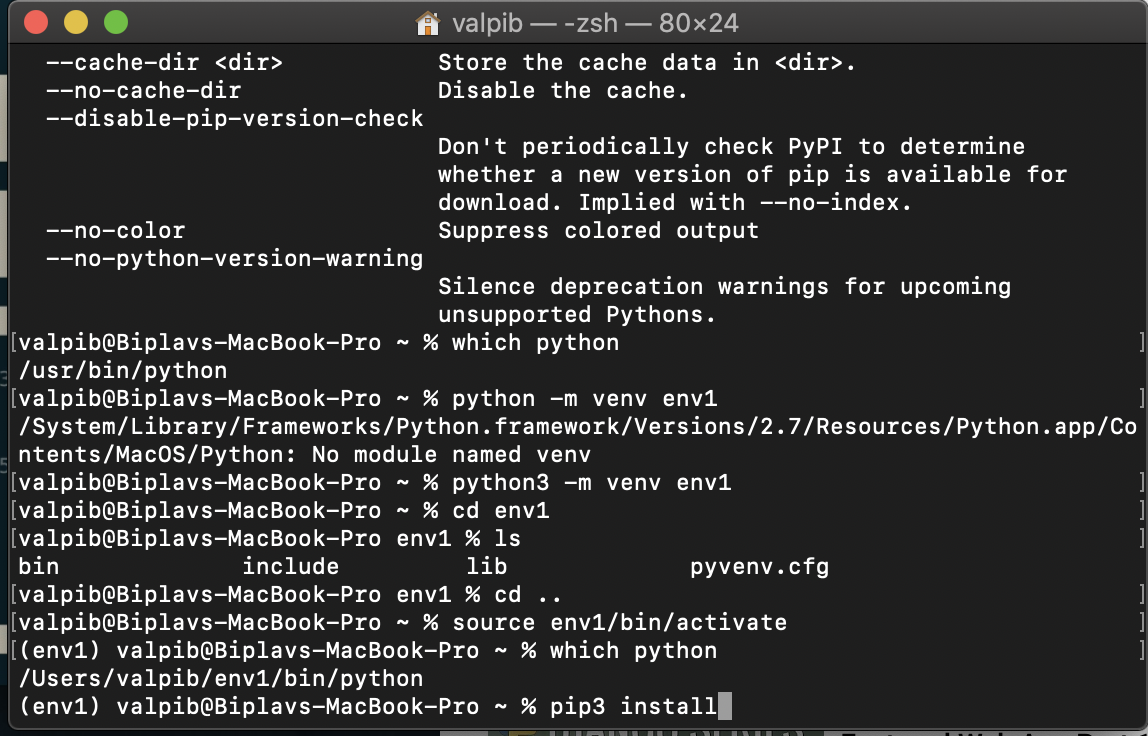 valpib — -zsh — 80×24
--cache-dir <dir> Store the cache data in <dir>.
--no-cache-dir Disable the cache.
--disable-pip-version-check
Don't periodically check PyPI to determine
whether a new version of pip is available for
download. Implied with --no-index.
--no-color Suppress colored output
--no-python-version-warning
Silence deprecation warnings for upcoming
unsupported Pythons.
[valpib@Biplavs-MacBook-Pro ~ % which python ]
/usr/bin/python
[valpib@Biplavs-MacBook-Pro ~ % python -m venv env1 ]
/System/Library/Frameworks/Python.framework/Versions/2.7/Resources/Python.app/Co
ntents/MacOS/Python: No module named venv
[valpib@Biplavs-MacBook-Pro ~ % python3 -m venv env1 ]
[valpib@Biplavs-MacBook-Pro ~ % cd env1 ]
[valpib@Biplavs-MacBook-Pro env1 % ls ]
bin include lib pyvenv.cfg
[valpib@Biplavs-MacBook-Pro env1 % cd .. ]
[valpib@Biplavs-MacBook-Pro ~ % source env1/bin/activate ]
[(env1) valpib@Biplavs-MacBook-Pro ~ % which python ]
/Users/valpib/env1/bin/python
(env1) valpib@Biplavs-MacBook-Pro ~ % pip3 install